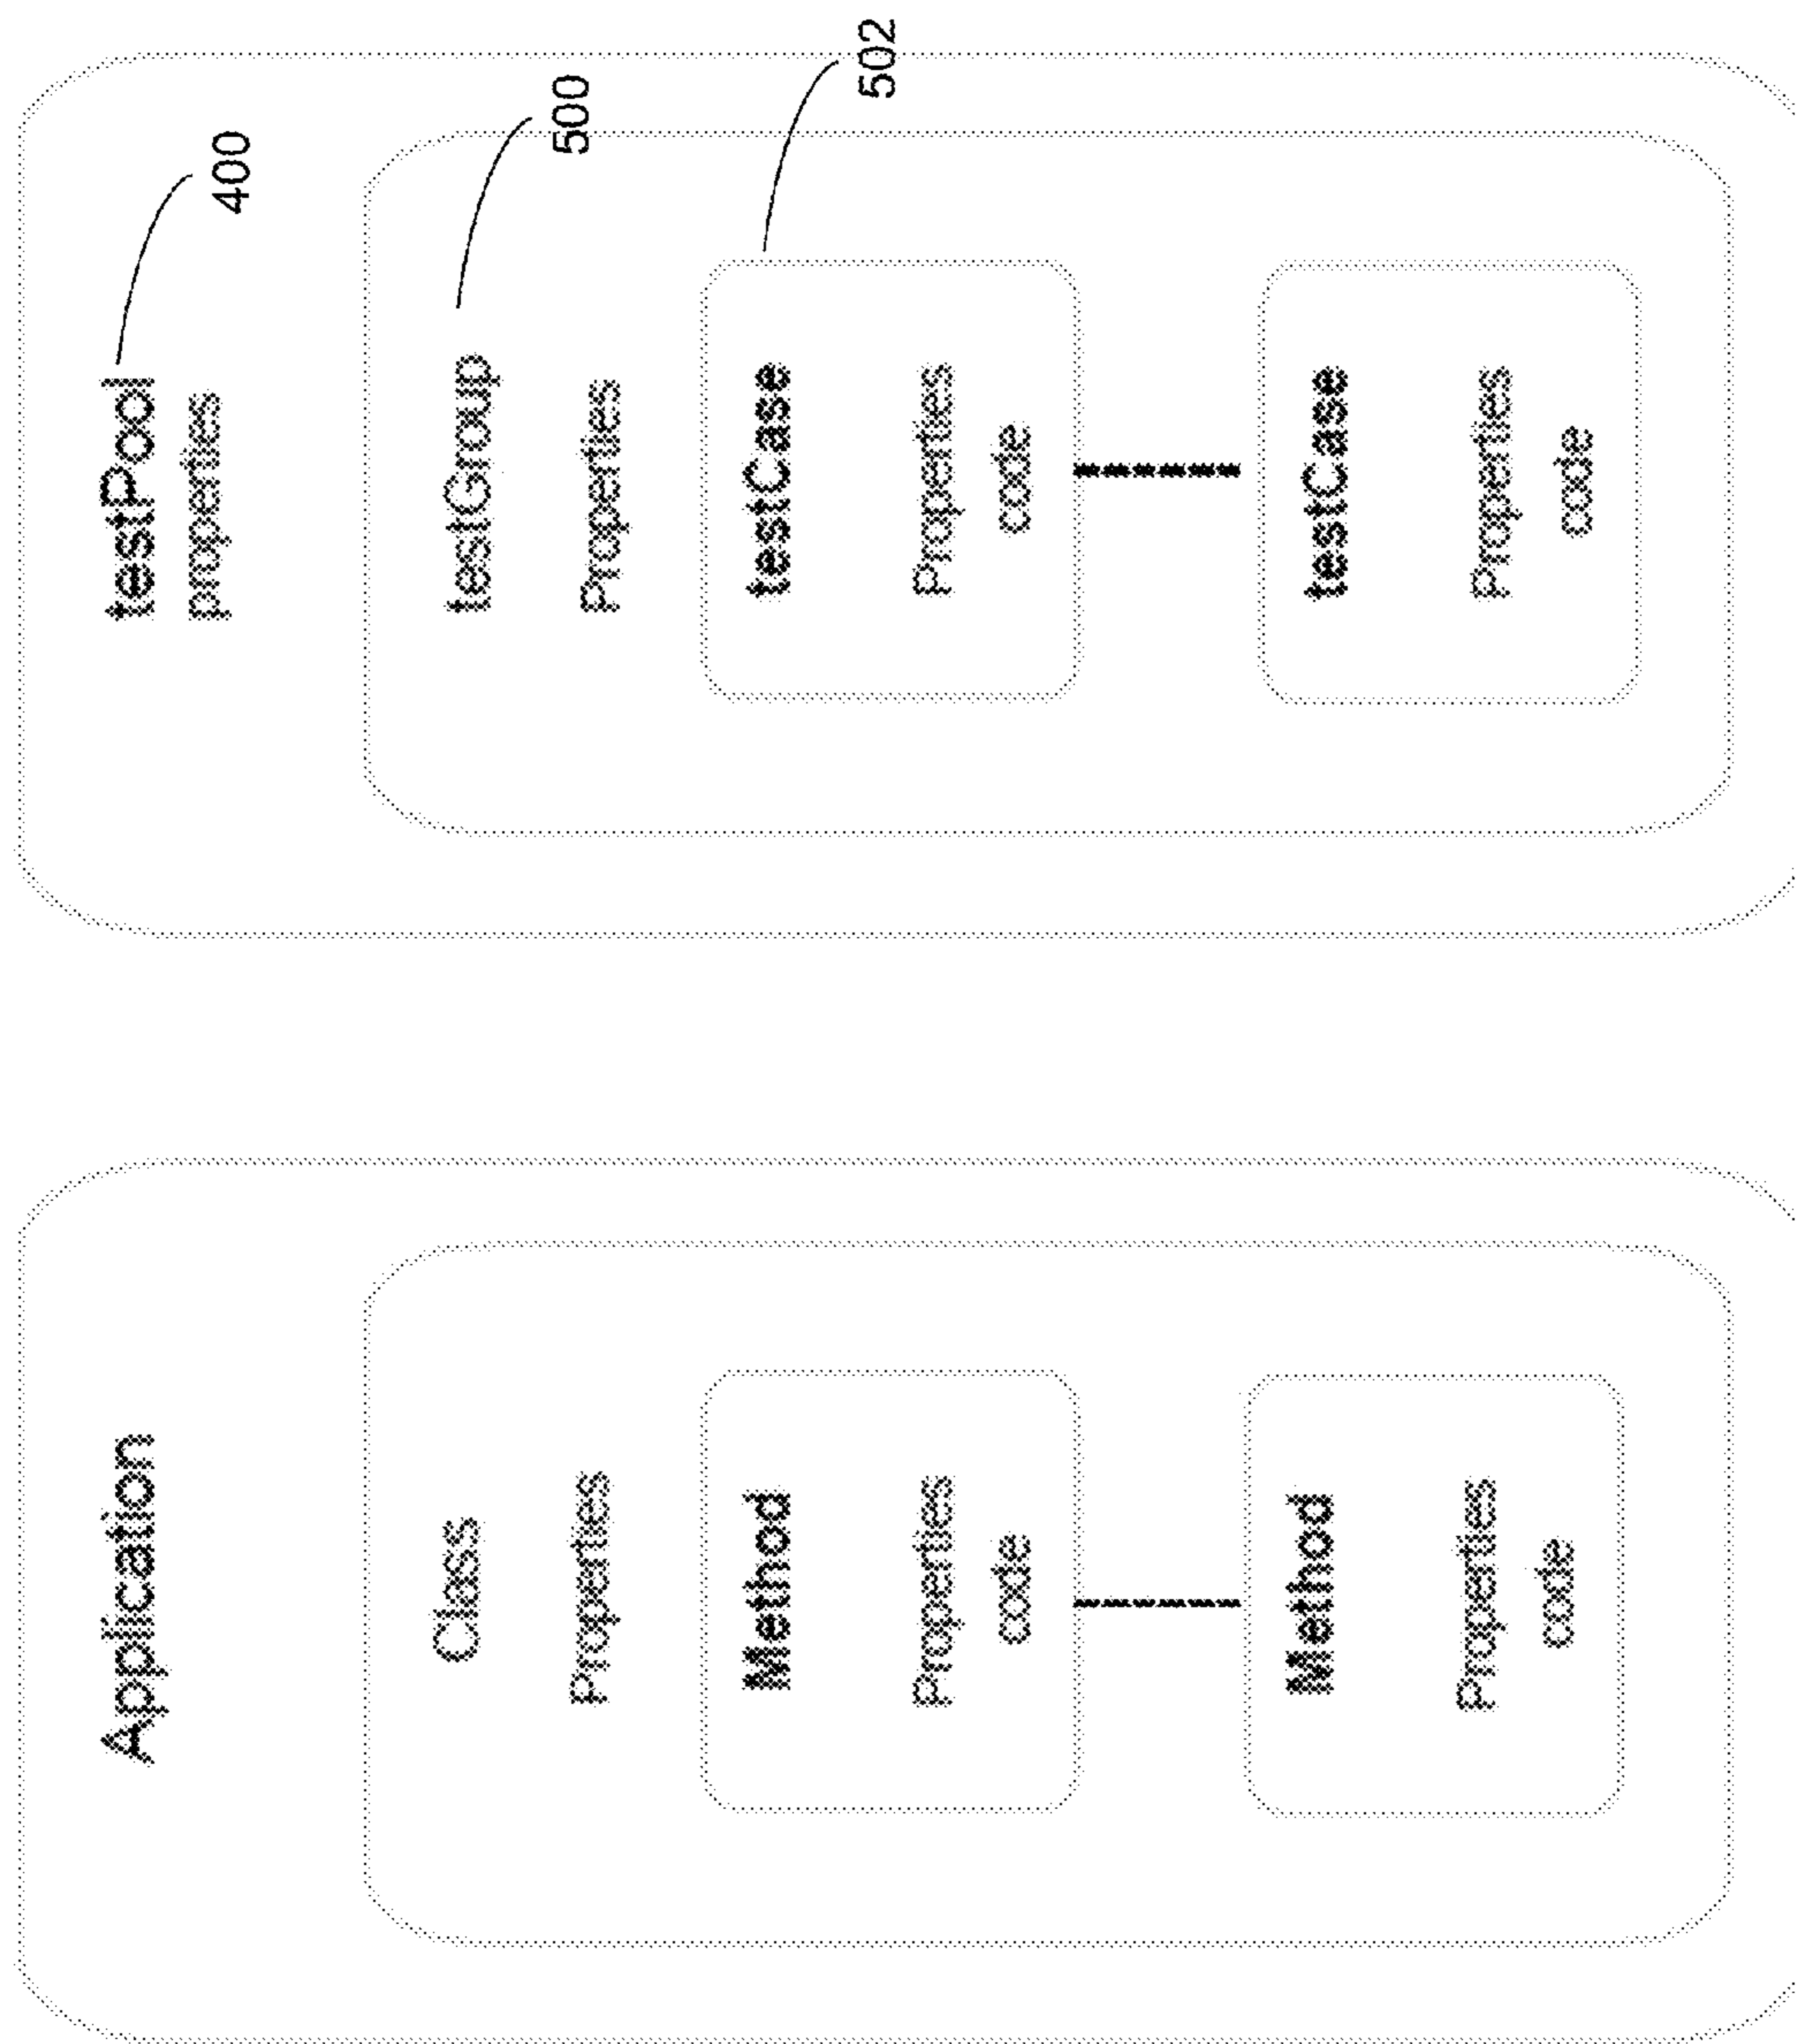 Application
Class
Properties
Method
Properties
code
Method
Properties
code
testPool
properties
400
testGroup
500
Properties
testCase
502
Properties
code
testCase
Properties
code